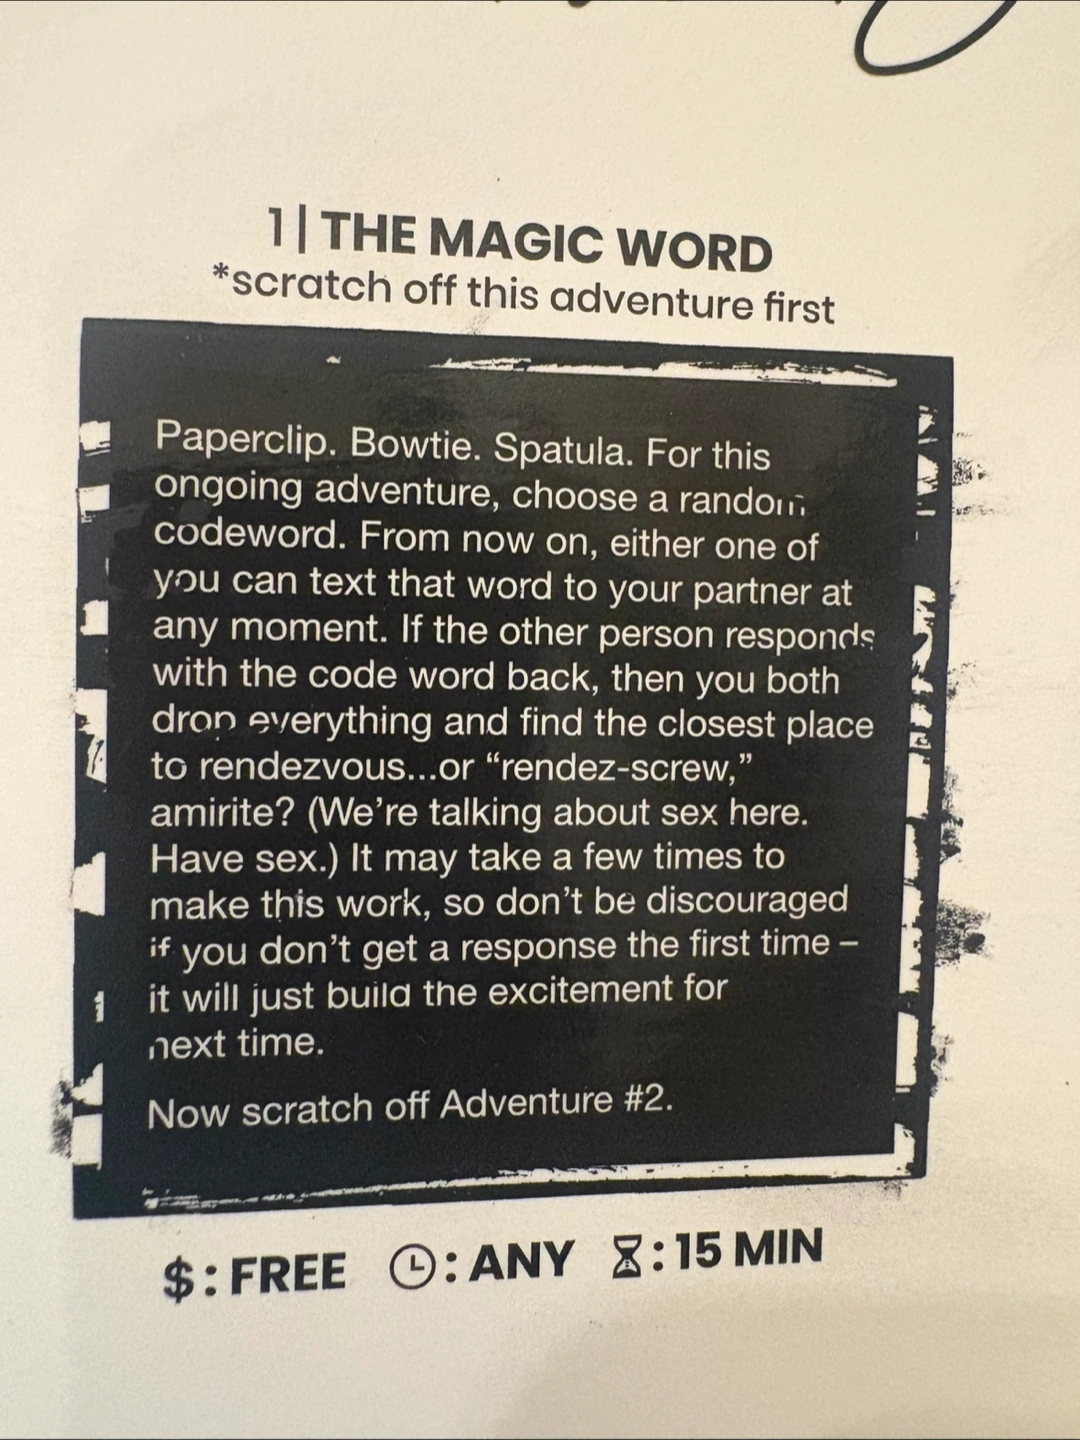 1| THE MAGIC WORD
*scratch off this adventure first
Paperclip. Bowtie. Spatula. For this
ongoing adventure, choose a random
codeword. From now on, either one of
you can text that word to your partner at
any moment. If the other person responds
with the code word back, then you both
drop everything and find the closest place
to rendezvous...or “rendez-screw,”
amirite? (We’re talking about sex here.
Have sex.) It may take a few times to
make this work, so don’t be discouraged
if you don’t get a response the first time –
it will just build the excitement for
next time.
Now scratch off Adventure #2.
$: FREE : ANY : 15 MIN